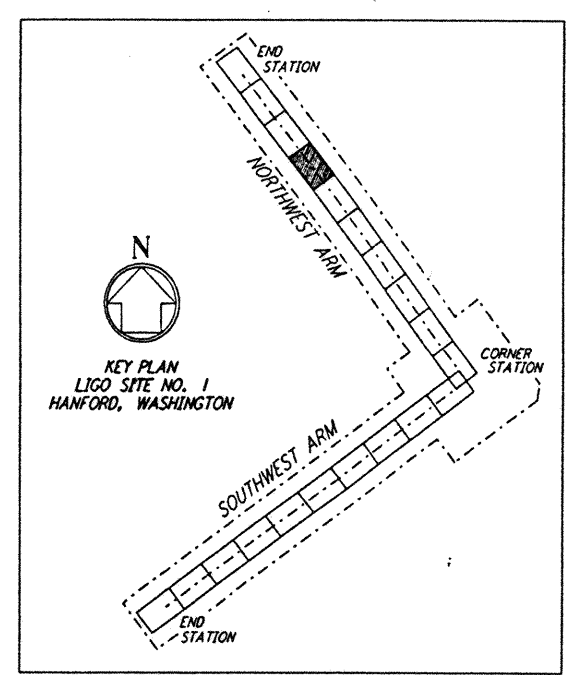 END
STATION
NORTHWEST ARM
N
KEY PLAN
LIGO SITE NO. 1
HANFORD, WASHINGTON
CORNER
STATION
SOUTHWEST ARM
END
STATION